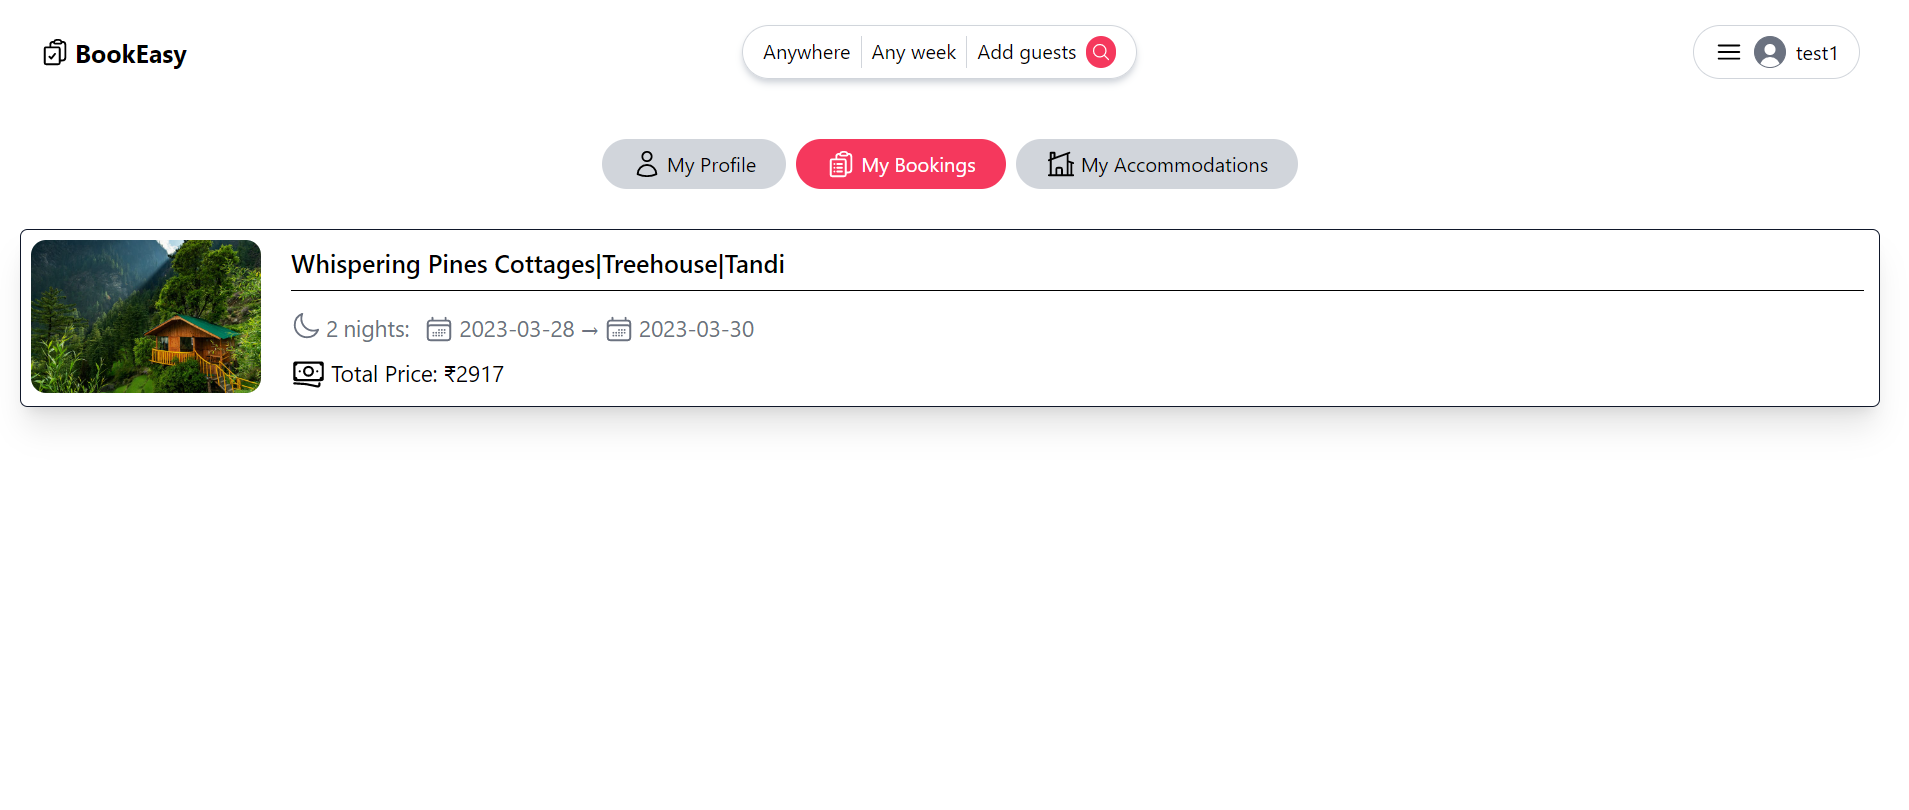 BookEasy
Anywhere Any week Add guests
test1
My Profile
My Bookings
My Accommodations
Whispering Pines Cottages|Treehouse|Tandi
2 nights: 2023-03-28 → 2023-03-30
Total Price: ₹2917